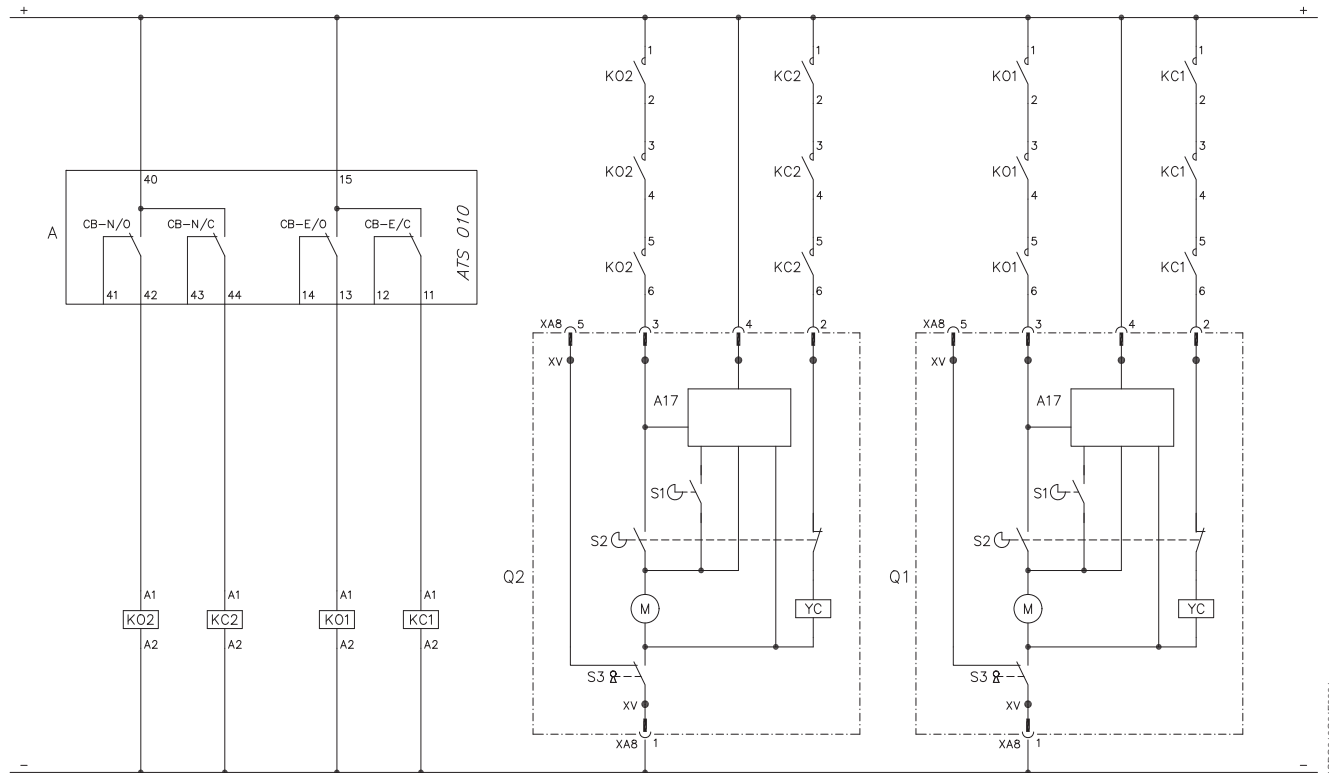 + +
1 1 1 1
KO2 KC2 KO1 KC1
2 2 2 2
3 3 3 3
KO2 KC2 KO1 KC1
4 4 4 4
40 15
A CB-N/O CB-N/C CB-E/O CB-E/C ATS 010
5 5 5 5
KO2 KC2 KO1 KC1
6 6 6 6
41 42 43 44 14 13 12 11
XA8 5 3 4 2 XA8 5 3 4 2
XV XV
A17 A17
S1 S1
S2 S2
Q2 Q1
A1 A1 A1 A1
KO2 KC2 KO1 KC1 M YC M YC
A2 A2 A2 A2
S3 S3
XV XV
XA8 1 XA8 1
- -